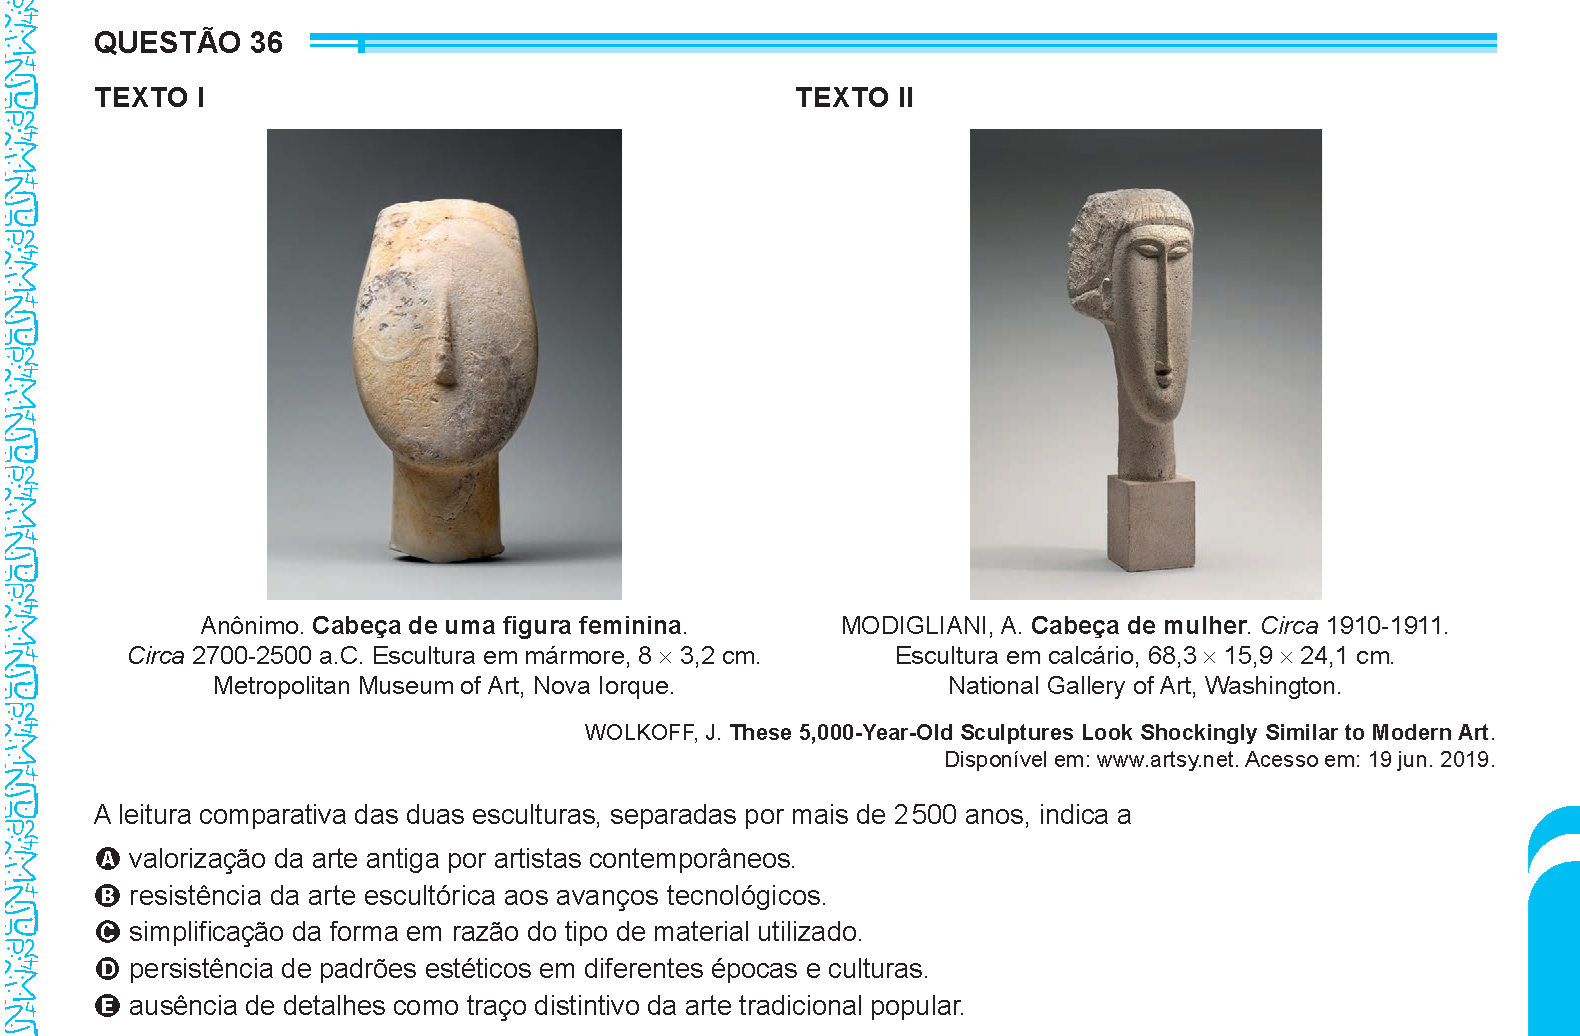 QUESTÃO 36
TEXTO I
Anônimo. Cabeça de uma figura feminina.
Circa 2700-2500 a.C. Escultura em mármore, 8 × 3,2 cm.
Metropolitan Museum of Art, Nova Iorque.
TEXTO II
MODIGLIANI, A. Cabeça de mulher. Circa 1910-1911.
Escultura em calcário, 68,3 × 15,9 × 24,1 cm.
National Gallery of Art, Washington.
WOLKOFF, J. These 5,000-Year-Old Sculptures Look Shockingly Similar to Modern Art.
Disponível em: www.artsy.net. Acesso em: 19 jun. 2019.
A leitura comparativa das duas esculturas, separadas por mais de 2 500 anos, indica a
A valorização da arte antiga por artistas contemporâneos.
B resistência da arte escultórica aos avanços tecnológicos.
C simplificação da forma em razão do tipo de material utilizado.
D persistência de padrões estéticos em diferentes épocas e culturas.
E ausência de detalhes como traço distintivo da arte tradicional popular.